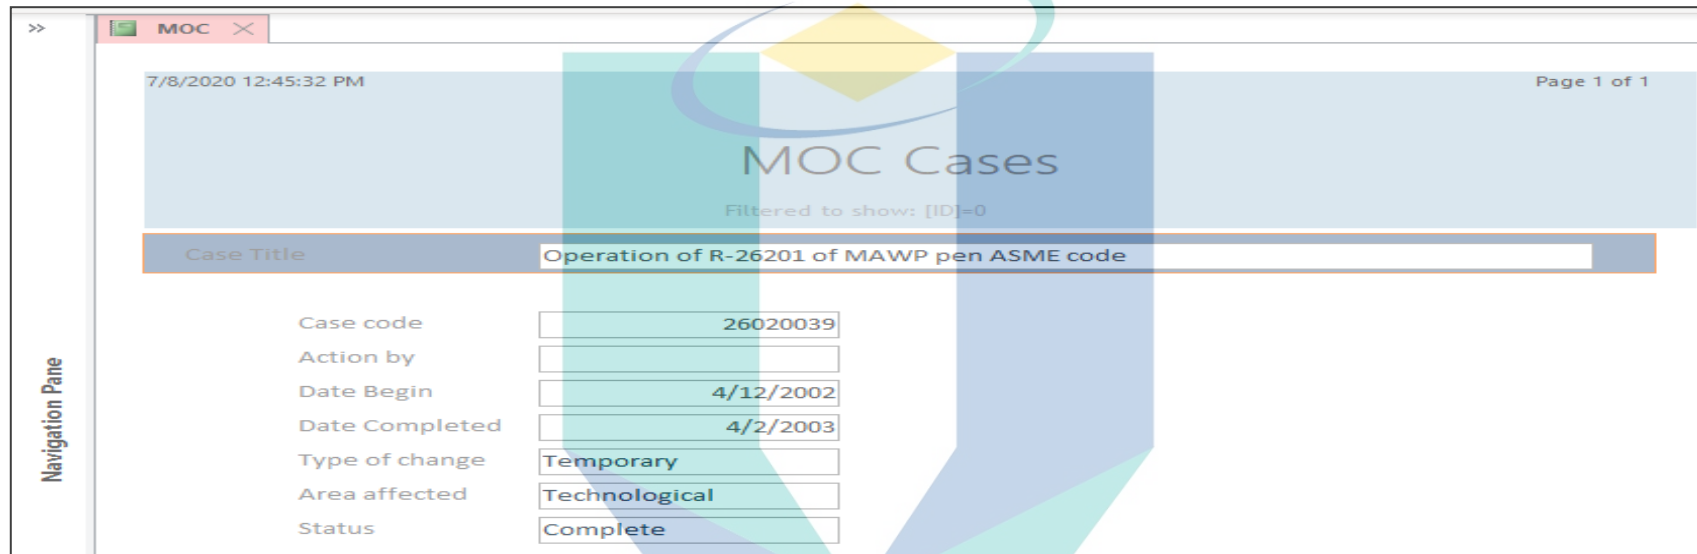 >>
MOC
7/8/2020 12:45:32 PM Page 1 of 1
MOC Cases
Filtered to show: [ID]=0
Case Title Operation of R-26201 of MAWP pen ASME code
Case code 26020039
Action by
Date Begin 4/12/2002
Date Completed 4/2/2003
Type of change Temporary
Area affected Technological
Status Complete
Navigation Pane